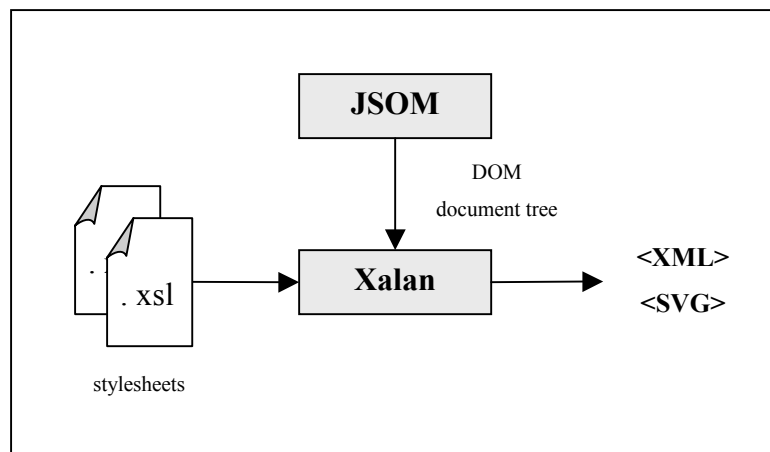 JSOM
DOM
document tree
Xalan
<XML>
<SVG>
. xsl
stylesheets